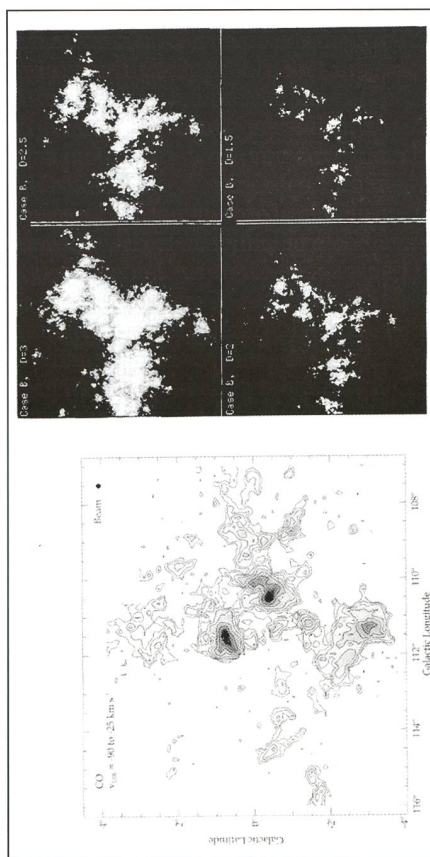 Case B, D=3
Case B, D=2.5
Case B, D=2
Case B, D=1.5
CO
Beam
116°
114°
112°
110°
108°
Galactic Longitude
Galactic Latitude